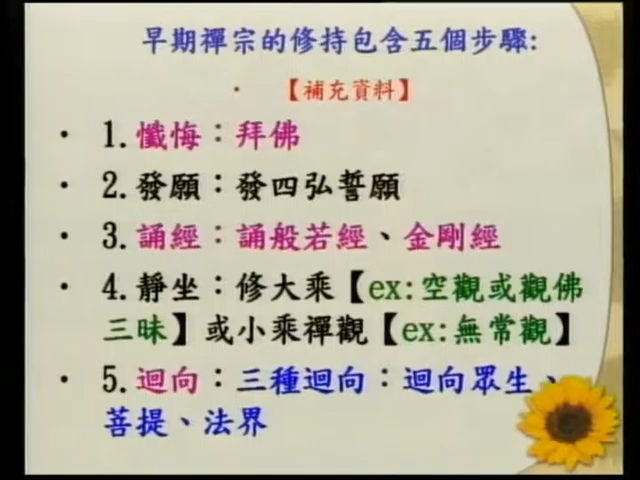 早期禪宗的修持包含五個步驟:
• 【補充資料】
• 1.懺悔：拜佛
• 2.發願：發四弘誓願
• 3.誦經：誦般若經、金剛經
• 4.靜坐：修大乘【ex:空觀或觀佛
三昧】或小乘禪觀【ex:無常觀】
• 5.迴向：三種迴向：迴向眾生、
菩提、法界